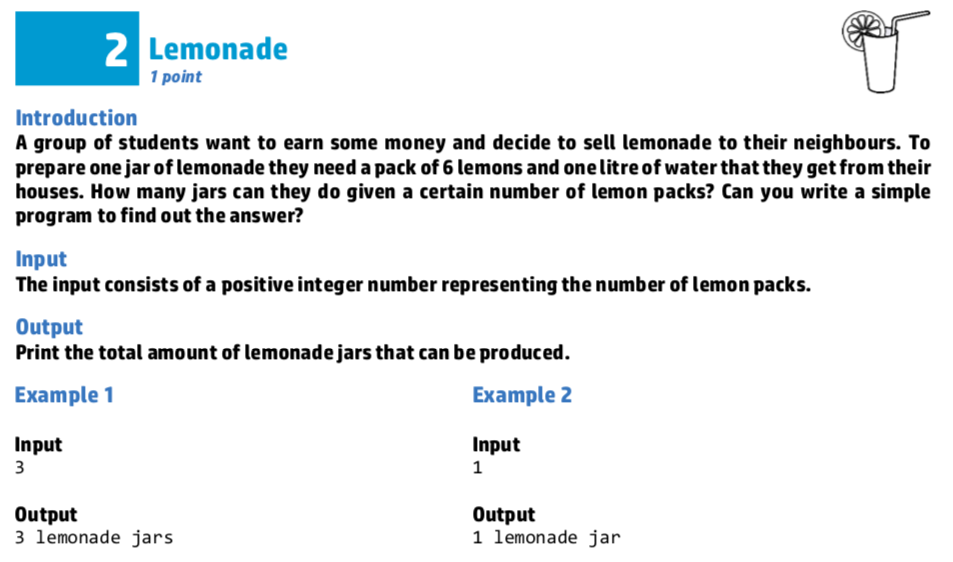 2 Lemonade
1 point
Introduction
A group of students want to earn some money and decide to sell lemonade to their neighbours. To
prepare one jar of lemonade they need a pack of 6 lemons and one litre of water that they get from their
houses. How many jars can they do given a certain number of lemon packs? Can you write a simple
program to find out the answer?
Input
The input consists of a positive integer number representing the number of lemon packs.
Output
Print the total amount of lemonade jars that can be produced.
Example 1
Input
3
Output
3 lemonade jars
Example 2
Input
1
Output
1 lemonade jar